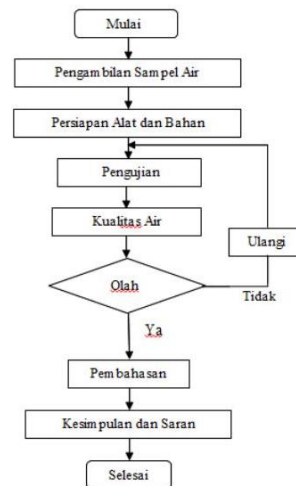 Mulai
Pengambilan Sampel Air
Persiapan Alat dan Bahan
Pengujian
Kualitas Air
Ulangi
Olah
Tidak
Ya
Pembahasan
Kesimpulan dan Saran
Selesai